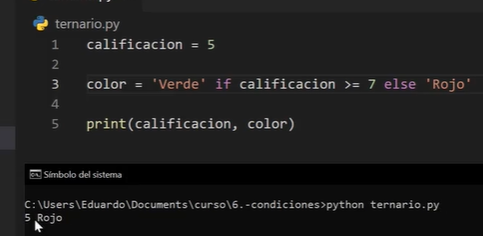 ternario.py
1 calificacion = 5
2
3 color = 'Verde' if calificacion >= 7 else 'Rojo'
4
5 print(calificacion, color)
Símbolo del sistema
C:\Users\Eduardo\Documents\curso\6.-condiciones>python ternario.py
5 Rojo